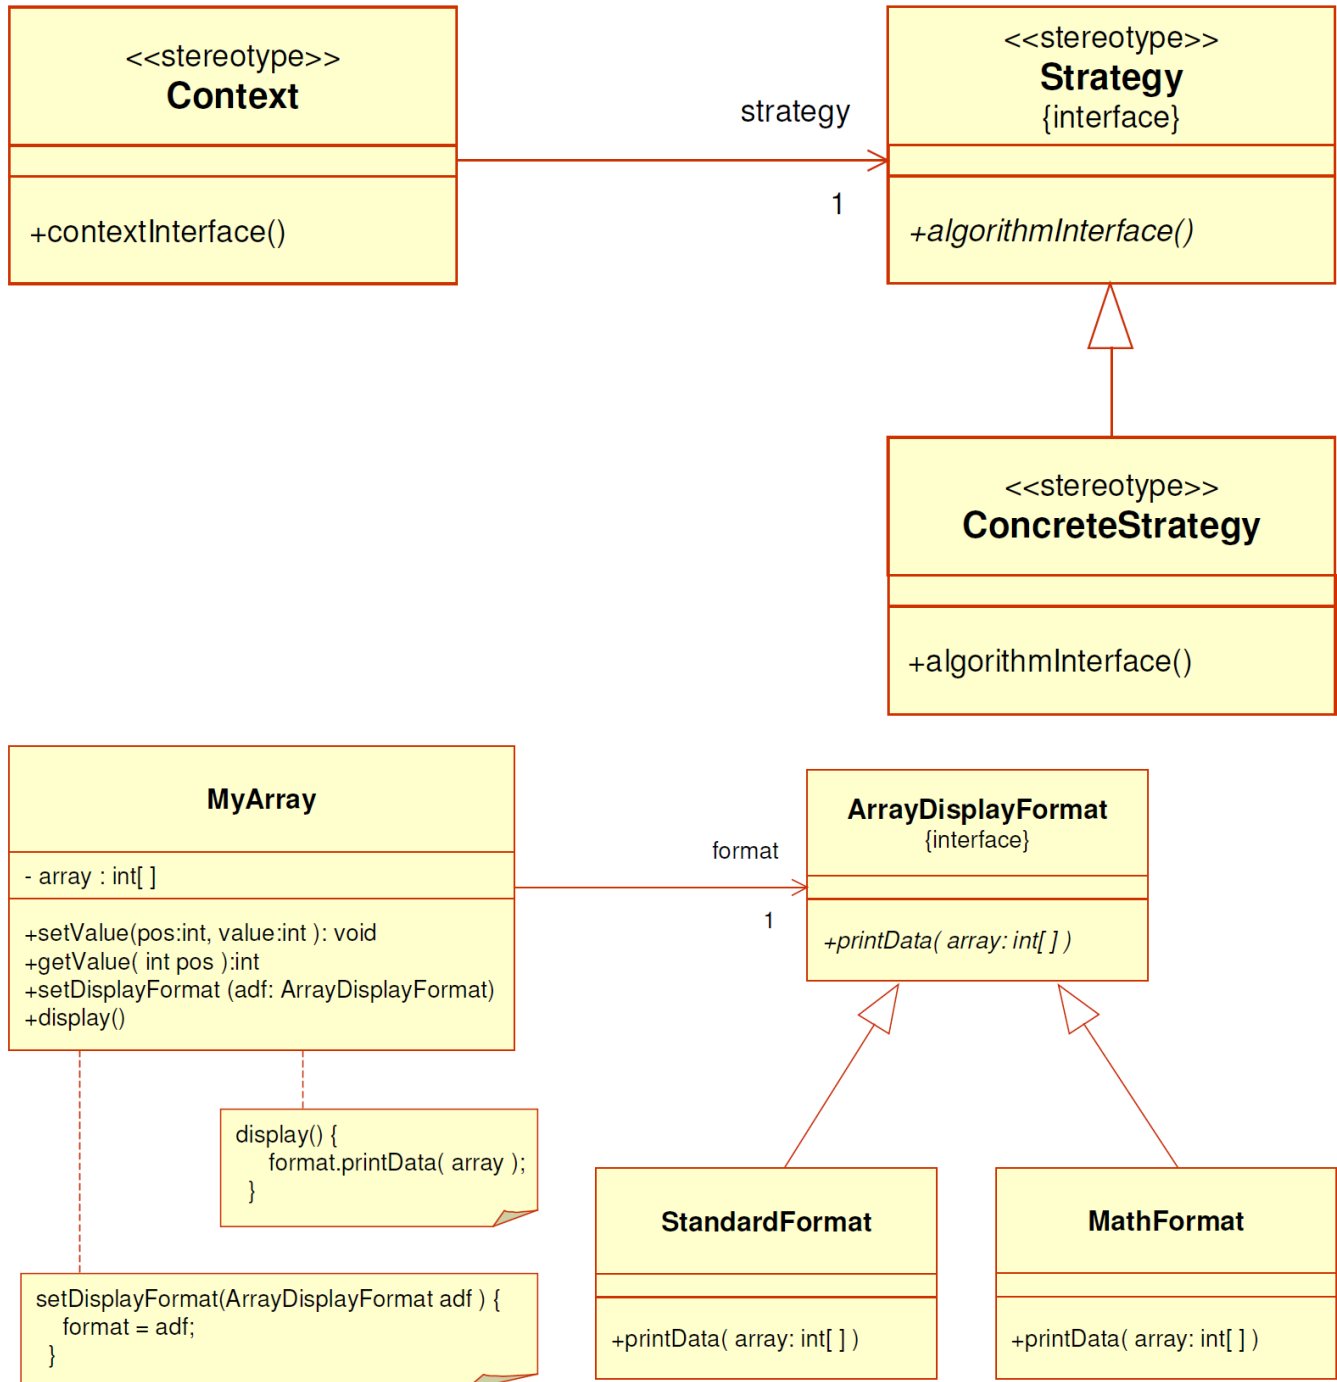 <<stereotype>>
Context
+contextInterface()
strategy
1
<<stereotype>>
Strategy
{interface}
+algorithmInterface()
<<stereotype>>
ConcreteStrategy
+algorithmInterface()
MyArray
- array : int[ ]
+setValue(pos:int, value:int ): void
+getValue( int pos ):int
+setDisplayFormat (adf: ArrayDisplayFormat)
+display()
format
1
ArrayDisplayFormat
{interface}
+printData( array: int[ ] )
display() {
format.printData( array );
}
setDisplayFormat(ArrayDisplayFormat adf ) {
format = adf;
}
StandardFormat
+printData( array: int[ ] )
MathFormat
+printData( array: int[ ] )